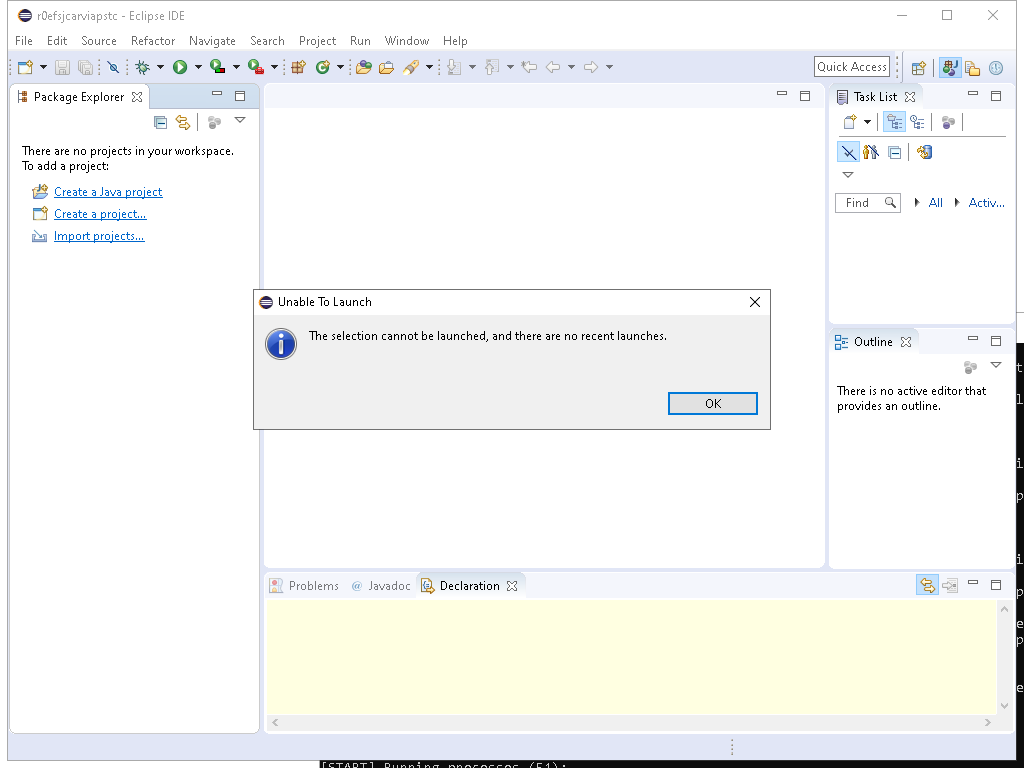 r0efsjcarviapstc - Eclipse IDE
File Edit Source Refactor Navigate Search Project Run Window Help
Quick Access
Package Explorer
There are no projects in your workspace.
To add a project:
Create a Java project
Create a project...
Import projects...
Task List
Find All Activ...
Unable To Launch
The selection cannot be launched, and there are no recent launches.
OK
Outline
There is no active editor that
provides an outline.
Problems @ Javadoc Declaration
[START] Running processes (51):